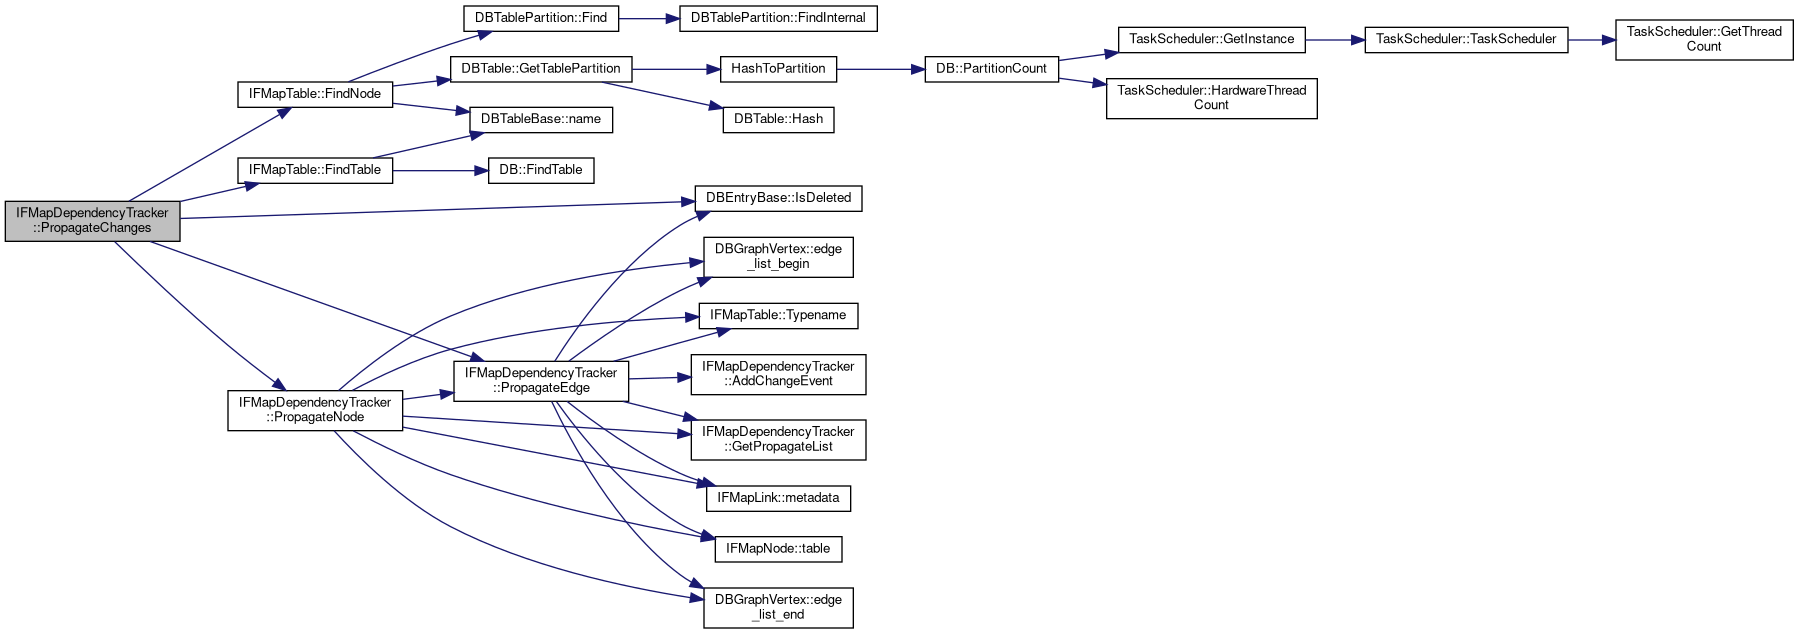 IFMapDependencyTracker
::PropagateChanges
IFMapTable::FindNode
DBTablePartition::Find
DBTablePartition::FindInternal
DBTable::GetTablePartition
HashToPartition
DB::PartitionCount
TaskScheduler::GetInstance
TaskScheduler::TaskScheduler
TaskScheduler::GetThread
Count
TaskScheduler::HardwareThread
Count
DBTable::Hash
DBTableBase::name
IFMapTable::FindTable
DB::FindTable
DBEntryBase::IsDeleted
DBGraphVertex::edge
_list_begin
IFMapTable::Typename
IFMapDependencyTracker
::PropagateEdge
IFMapDependencyTracker
::AddChangeEvent
IFMapDependencyTracker
::PropagateNode
IFMapDependencyTracker
::GetPropagateList
IFMapLink::metadata
IFMapNode::table
DBGraphVertex::edge
_list_end